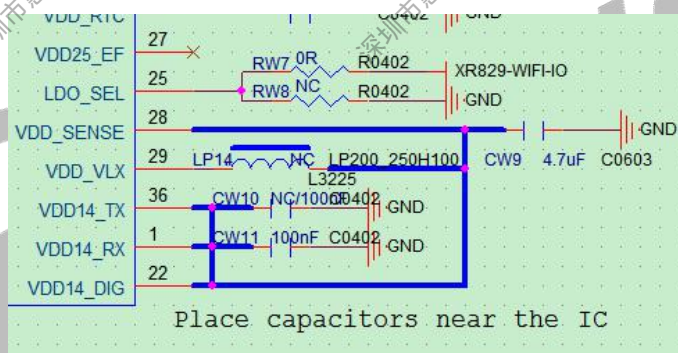 VDD_RTC
C0402
GND
27
VDD25_EF
25
LDO_SEL
RW7 0R R0402
RW8 NC R0402
XR829-WIFI-IO
GND
28
VDD_SENSE
GND
CW9 4.7uF C0603
29
VDD_VLX
LP14 NC LP200_250H100
L3225
36
VDD14_TX
CW10 NC/100nF C0402 GND
1
VDD14_RX
CW11 100nF C0402 GND
22
VDD14_DIG
Place capacitors near the IC